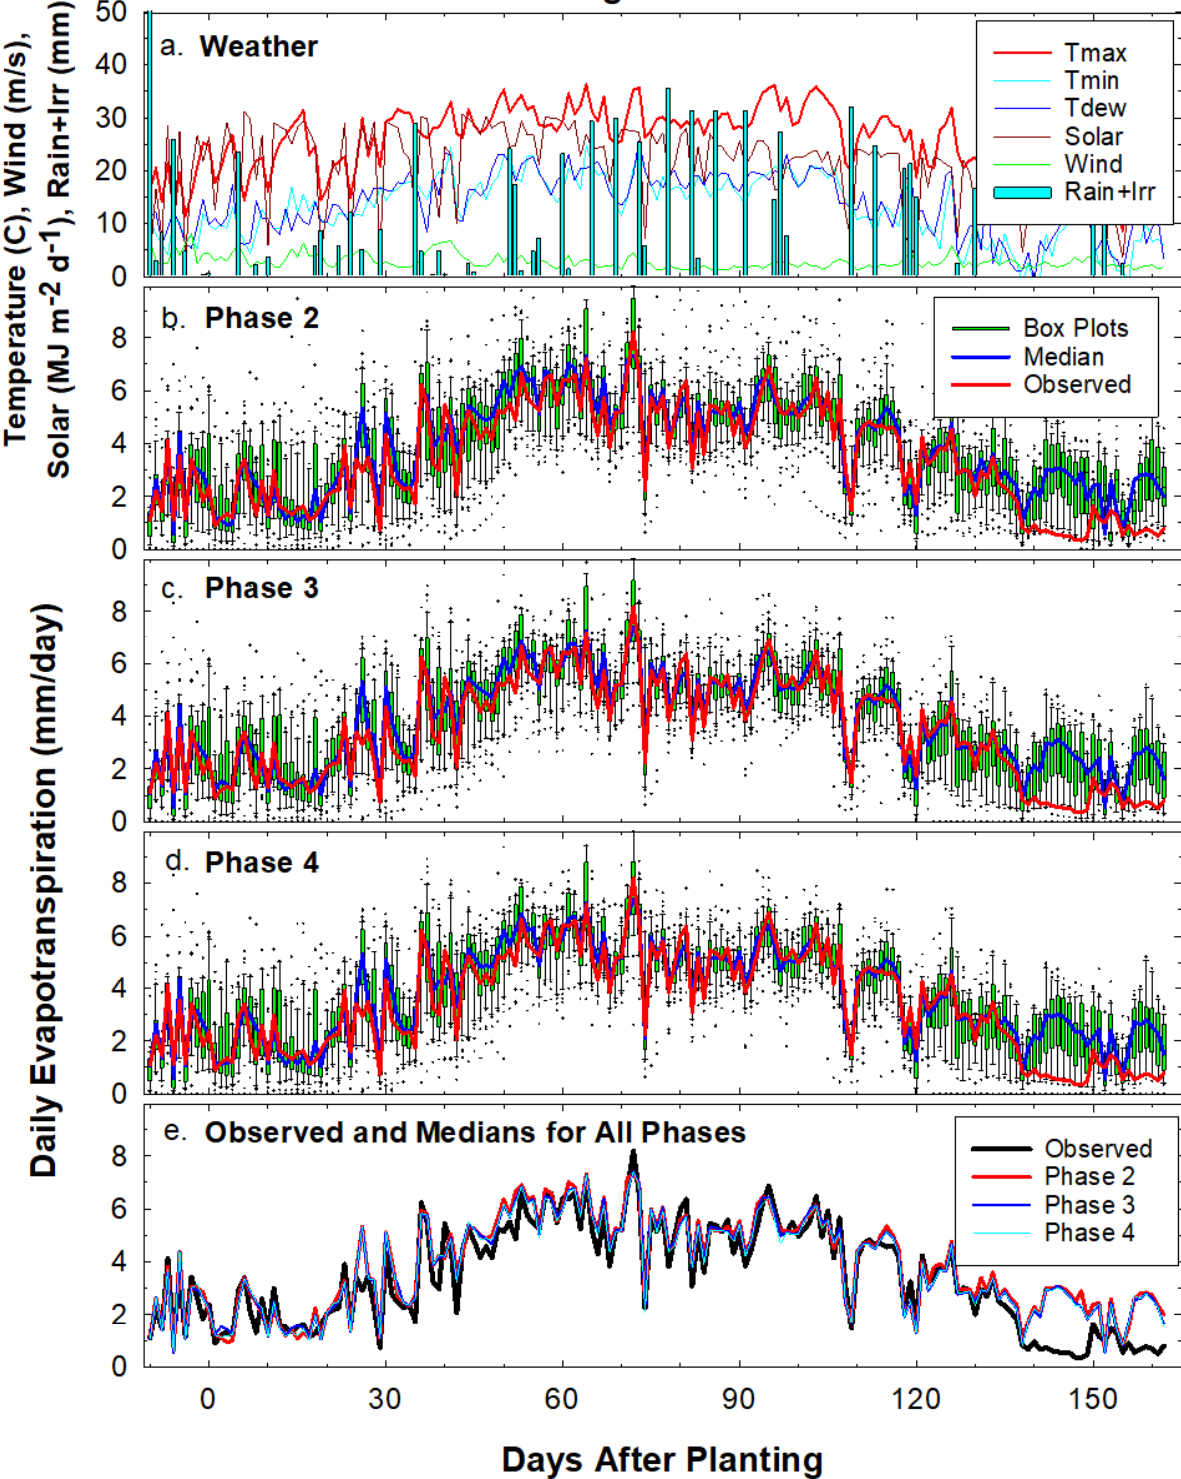 Temperature (C), Wind (m/s),
Solar (MJ m⁻² d⁻¹), Rain+Irr (mm)
50
40
30
20
10
0
a. Weather
Tmax
Tmin
Tdew
Solar
Wind
Rain+Irr
Daily Evapotranspiration (mm/day)
8
6
4
2
0
b. Phase 2
Box Plots
Median
Observed
8
6
4
2
0
c. Phase 3
8
6
4
2
0
d. Phase 4
8
6
4
2
0
e. Observed and Medians for All Phases
Observed
Phase 2
Phase 3
Phase 4
0 30 60 90 120 150
Days After Planting